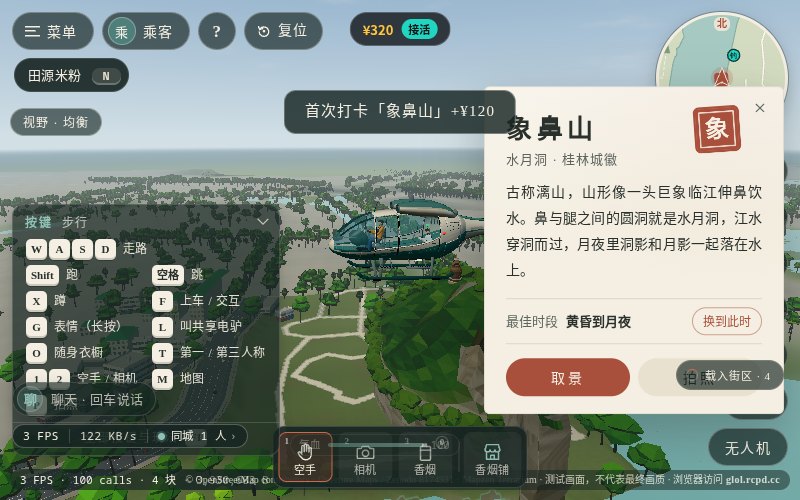 菜单
乘 乘客
?
复位
¥320 接活
北
钓
田源米粉 N
视野 · 均衡
首次打卡「象鼻山」+¥120
象鼻山
象
×
水月洞 · 桂林城徽
古称漓山，山形像一头巨象临江伸鼻饮
水。鼻与腿之间的圆洞就是水月洞，江水
穿洞而过，月夜里洞影和月影一起落在水
上。
最佳时段 黄昏到月夜 换到此时
取景
拍照
载入街区 · 4
按键 步行
W A S D 走路
Shift 跑 空格 跳
X 蹲 F 上车 / 交互
G 表情（长按） L 叫共享电驴
O 随身衣橱 T 第一 / 第三人称
1 2 空手 / 相机 M 地图
聊 聊天 · 回车说话
3 FPS 122 KB/s 同城 1 人 ›
1 空手
2 相机
3 香烟
香烟铺
无人机
3 FPS · 100 calls · 4 块
© OpenStreetMap
· 测试画面，不代表最终画质 · 浏览器访问 glol.rcpd.cc